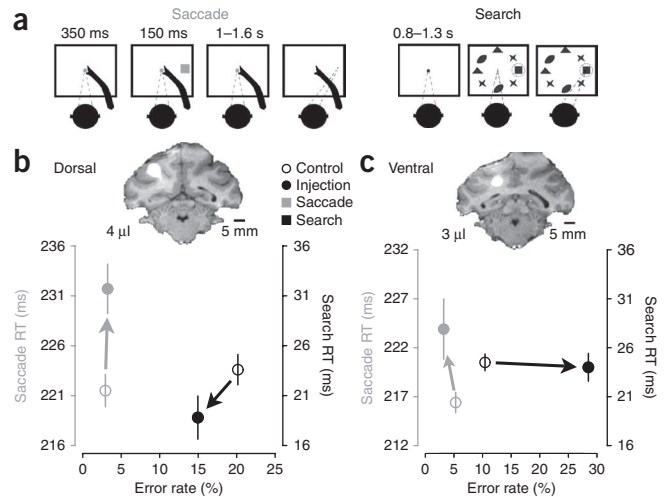 a
Saccade
Search
350 ms 150 ms 1–1.6 s
0.8–1.3 s
b Dorsal
4 µl
5 mm
Control
Injection
Saccade
Search
c Ventral
3 µl
5 mm
236
231
221
216
Saccade RT (ms)
36
31
26
21
16
Search RT (ms)
0 5 15 20 25
Error rate (%)
232
227
222
217
212
Saccade RT (ms)
36
31
26
21
16
Search RT (ms)
0 5 10 15 20 25 30
Error rate (%)